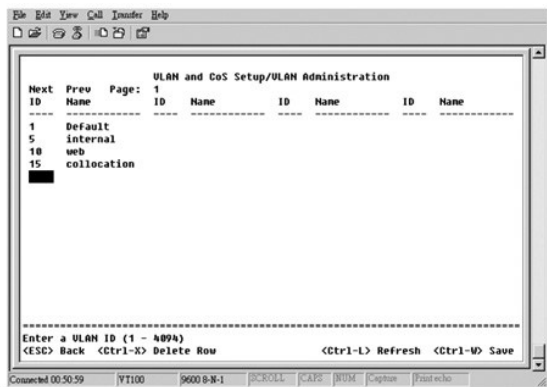 File Edit View Call Transfer Help
VLAN and CoS Setup/VLAN Administration
Next Prev Page: 1
ID Name ID Name ID Name ID Name
1 Default
5 internal
10 web
15 collocation
Enter a VLAN ID (1 - 4094)
<ESC> Back <Ctrl-X> Delete Row <Ctrl-L> Refresh <Ctrl-W> Save
Connected 00:50:59 VT100 9600 8-N-1 SCROLL CAPS NUM Capture Print echo